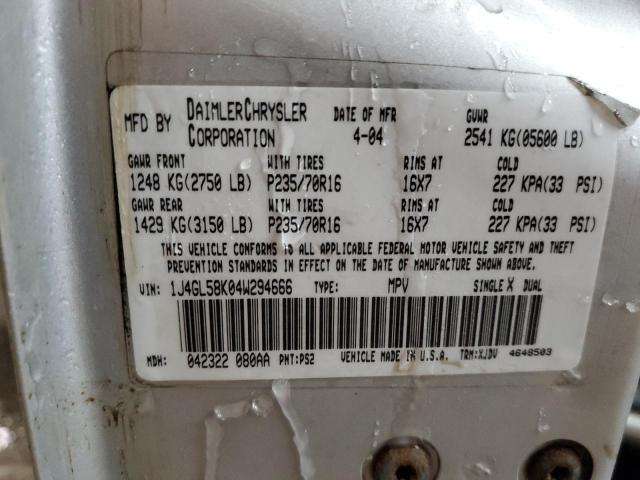 MFD BY DAIMLERCHRYSLER CORPORATION DATE OF MFR 4-04 GVWR 2541 KG(05600 LB)
GAWR FRONT WITH TIRES RIMS AT COLD
1248 KG(2750 LB) P235/70R16 16X7 227 KPA(33 PSI)
GAWR REAR WITH TIRES RIMS AT COLD
1429 KG(3150 LB) P235/70R16 16X7 227 KPA(33 PSI)
THIS VEHICLE CONFORMS TO ALL APPLICABLE FEDERAL MOTOR VEHICLE SAFETY AND THEFT
PREVENTION STANDARDS IN EFFECT ON THE DATE OF MANUFACTURE SHOWN ABOVE.
VIN: 1J4GL58K04W294666 TYPE: MPV SINGLE X DUAL
MDH: 042322 080AA PNT:PS2 VEHICLE MADE IN U.S.A. TRM:XJDV 4648503